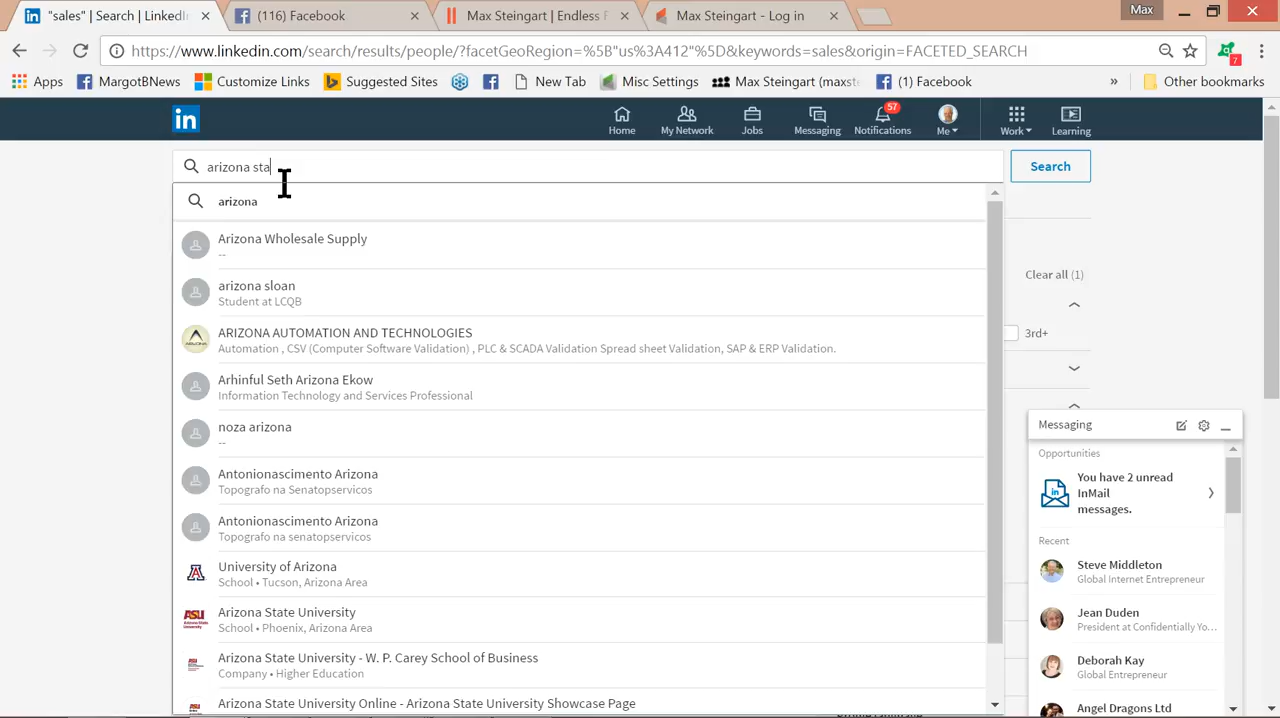 "sales" | Search | LinkedIn
(116) Facebook
Max Steingart | Endless F
Max Steingart - Log in
Max
https://www.linkedin.com/search/results/people/?facetGeoRegion=%5B"us%3A412"%5D&keywords=sales&origin=FACETED_SEARCH
7
Apps
MargotBNews
Customize Links
Suggested Sites
New Tab
Misc Settings
Max Steingart (maxst
(1) Facebook
»
Other bookmarks
in
Home
My Network
Jobs
Messaging
57
Notifications
Me
Work
Learning
arizona sta
Search
arizona
Arizona Wholesale Supply
--
arizona sloan
Student at LCQB
ARIZONA AUTOMATION AND TECHNOLOGIES
Automation , CSV (Computer Software Validation) , PLC & SCADA Validation Spread sheet Validation, SAP & ERP Validation.
Arhinful Seth Arizona Ekow
Information Technology and Services Professional
noza arizona
--
Antonionascimento Arizona
Topografo na Senatopservicos
Antonionascimento Arizona
Topografo na senatopservicos
University of Arizona
School • Tucson, Arizona Area
Arizona State University
School • Phoenix, Arizona Area
Arizona State University - W. P. Carey School of Business
Company • Higher Education
Arizona State University Online - Arizona State University Showcase Page
Clear all (1)
3rd+
Messaging
Opportunities
You have 2 unread
InMail
messages.
Recent
Steve Middleton
Global Internet Entrepreneur
Jean Duden
President at Confidentially Yo...
Deborah Kay
Global Entrepreneur
Angel Dragons Ltd